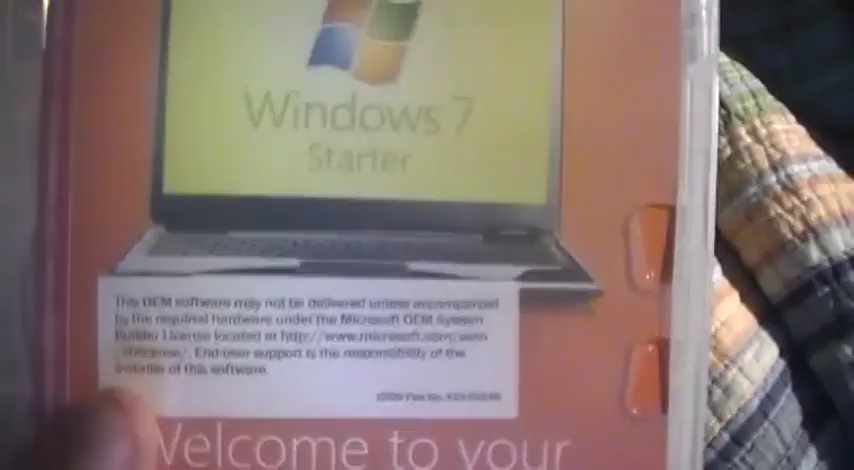 Windows 7
Starter
This OEM software may not be delivered unless accompanied
by the required hardware under the Microsoft OEM System
Builder License located at http://www.microsoft.com/oem
End-user support is the responsibility of the
installer of this software.
Welcome to your